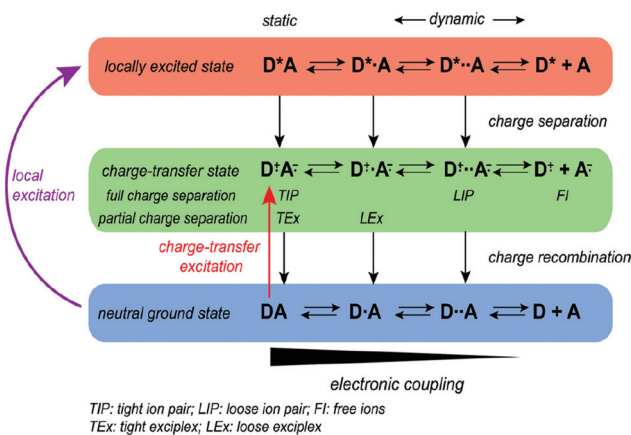 static ← dynamic →
locally excited state D*A ⇌ D*·A ⇌ D*··A ⇌ D* + A
charge separation
local
excitation
charge-transfer state D‡A⁻ ⇌ D‡·A⁻ ⇌ D‡··A⁻ ⇌ D‡ + A⁻
full charge separation TIP LIP FI
partial charge separation TEx LEx
charge-transfer
excitation
charge recombination
neutral ground state DA ⇌ D·A ⇌ D··A ⇌ D + A
electronic coupling
TIP: tight ion pair; LIP: loose ion pair; FI: free ions
TEx: tight exciplex; LEx: loose exciplex